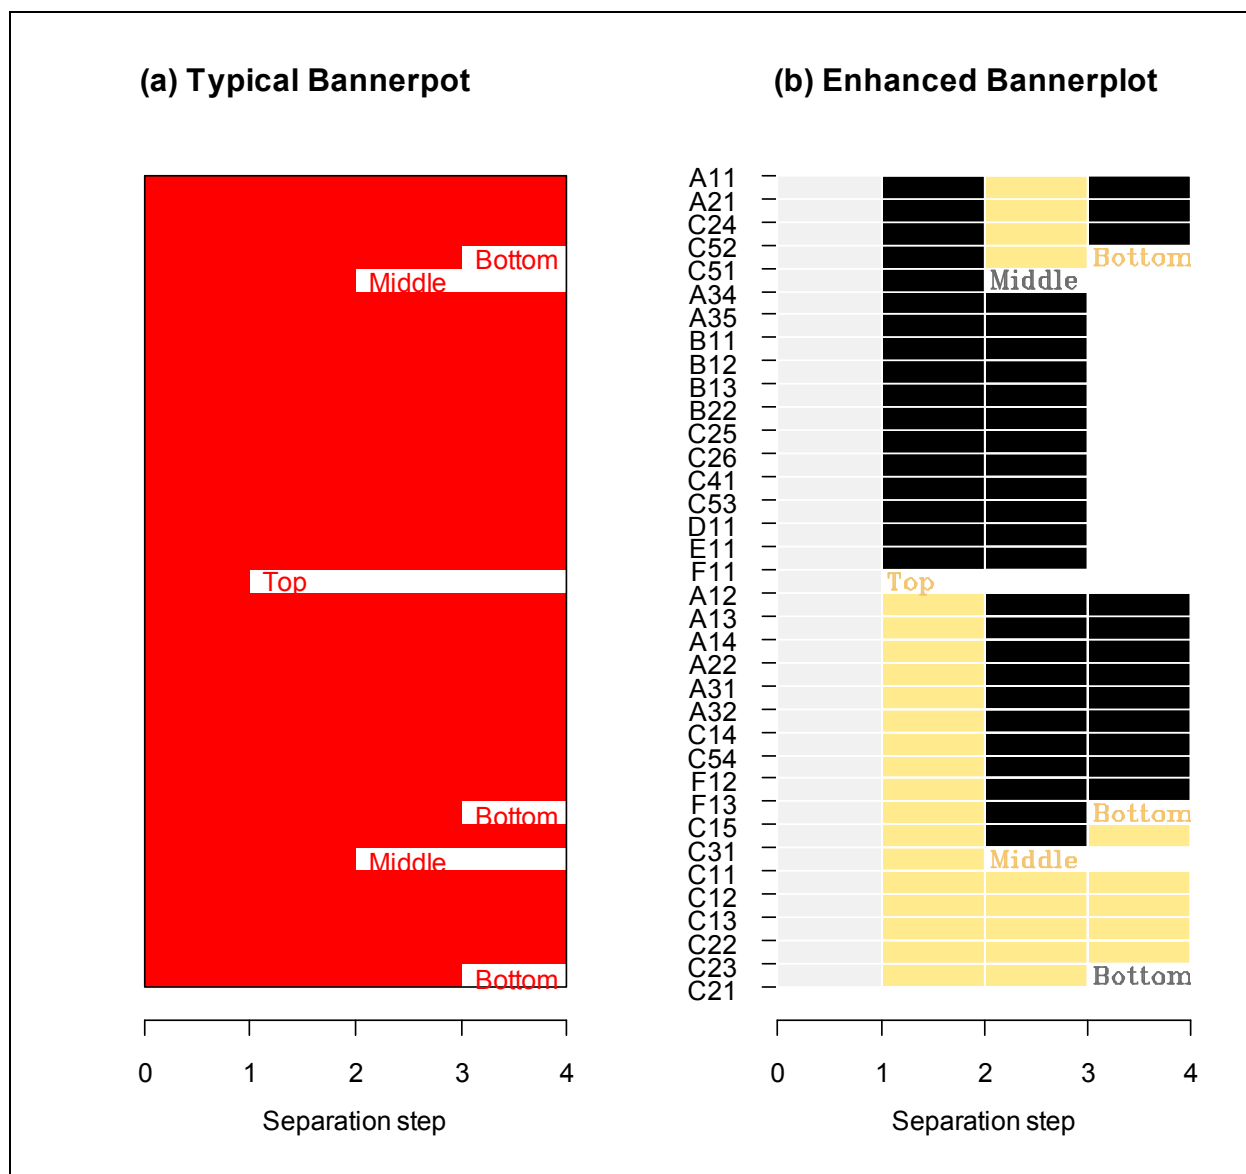 (a) Typical Bannerpot
Bottom
Middle
Top
Bottom
Middle
Bottom
0 1 2 3 4
Separation step
(b) Enhanced Bannerplot
A11
A21
C24
C52
Bottom
C51
Middle
A34
A35
B11
B12
B13
B22
C25
C26
C41
C53
D11
E11
F11
Top
A12
A13
A14
A22
A31
A32
C14
C54
F12
F13
Bottom
C15
C31
Middle
C11
C12
C13
C22
C23
Bottom
C21
0 1 2 3 4
Separation step